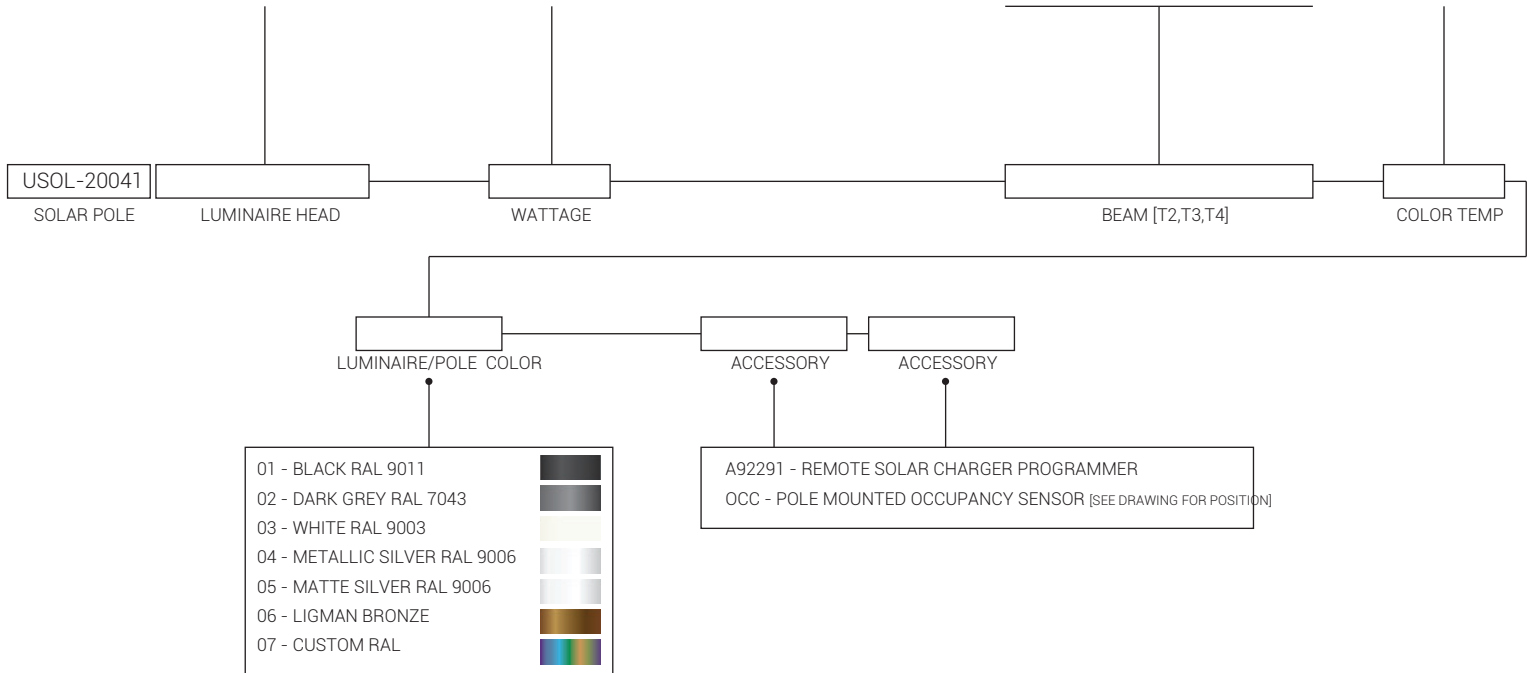 USOL-20041
SOLAR POLE
LUMINAIRE HEAD
WATTAGE
BEAM [T2,T3,T4]
COLOR TEMP
LUMINAIRE/POLE COLOR
ACCESSORY
ACCESSORY
01 - BLACK RAL 9011
02 - DARK GREY RAL 7043
03 - WHITE RAL 9003
04 - METALLIC SILVER RAL 9006
05 - MATTE SILVER RAL 9006
06 - LIGMAN BRONZE
07 - CUSTOM RAL
A92291 - REMOTE SOLAR CHARGER PROGRAMMER
OCC - POLE MOUNTED OCCUPANCY SENSOR [SEE DRAWING FOR POSITION]